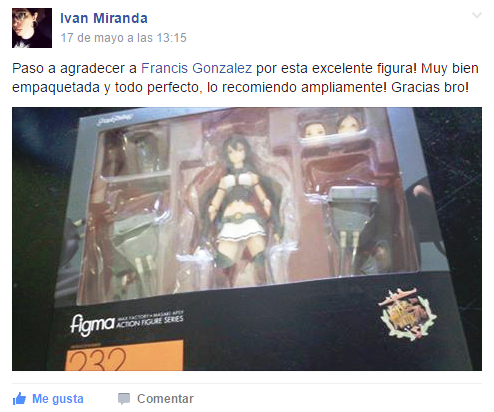 Ivan Miranda
17 de mayo a las 13:15
Paso a agradecer a Francis Gonzalez por esta excelente figura! Muy bien
empaquetada y todo perfecto, lo recomiendo ampliamente! Gracias bro!
figma MAX FACTORY × MASAKI APSY
ACTION FIGURE SERIES
232
Me gusta Comentar